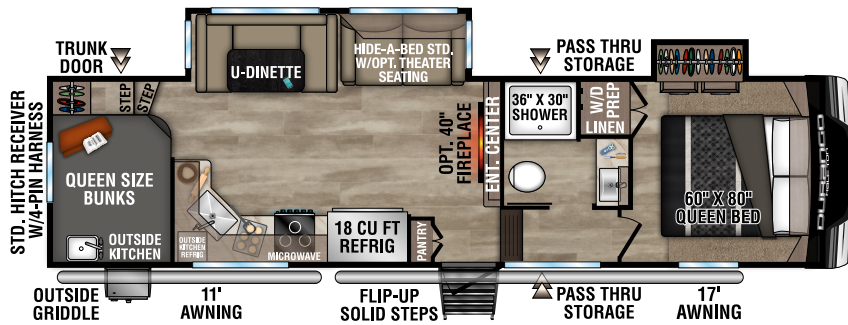 TRUNK
DOOR
STD. HITCH RECEIVER
W/4-PIN HARNESS
STEP
STEP
QUEEN SIZE
BUNKS
OUTSIDE
KITCHEN
OUTSIDE
GRIDDLE
U-DINETTE
HIDE-A-BED STD.
W/OPT. THEATER
SEATING
OPT. 40"
FIREPLACE
ENT. CENTER
OUTSIDE
KITCHEN
REFRIG
MICROWAVE
18 CU FT
REFRIG
PANTRY
11'
AWNING
FLIP-UP
SOLID STEPS
PASS THRU
STORAGE
36" X 30"
SHOWER
W/D
PREP
LINEN
60" X 80"
QUEEN BED
DURANGO
HALF-TON
PASS THRU
STORAGE
17'
AWNING